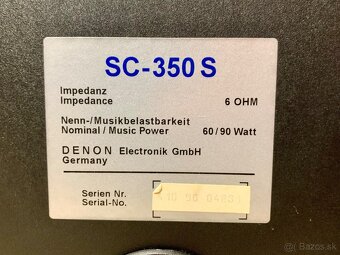 SC-350 S
Impedanz
Impedance 6 OHM
Nenn-/Musikbelastbarkeit
Nominal / Music Power 60/90 Watt
DENON Elektronik GmbH
Germany
Serien Nr.
Serial-No.
Bazos.sk